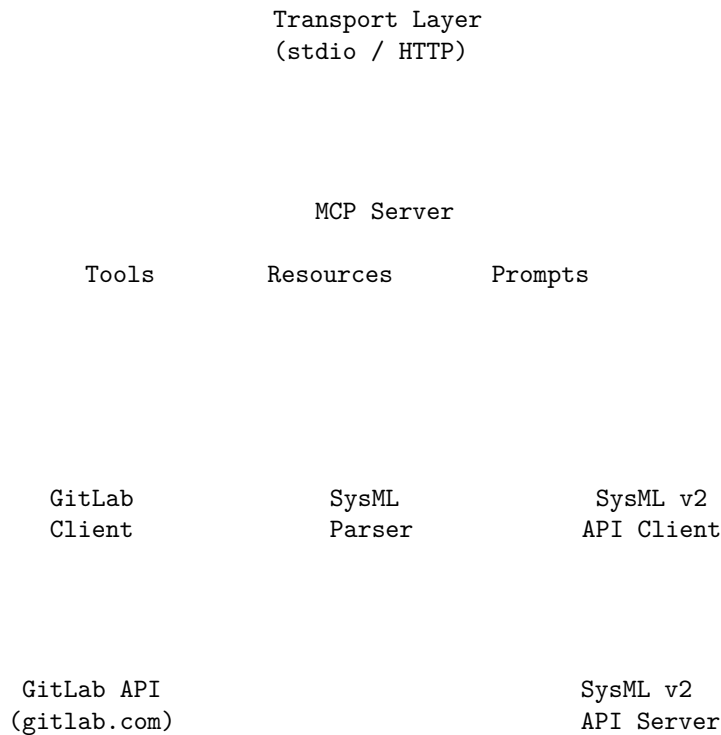 Transport Layer
(stdio / HTTP)
MCP Server
Tools Resources Prompts
GitLab SysML SysML v2
Client Parser API Client
GitLab API SysML v2
(gitlab.com) API Server